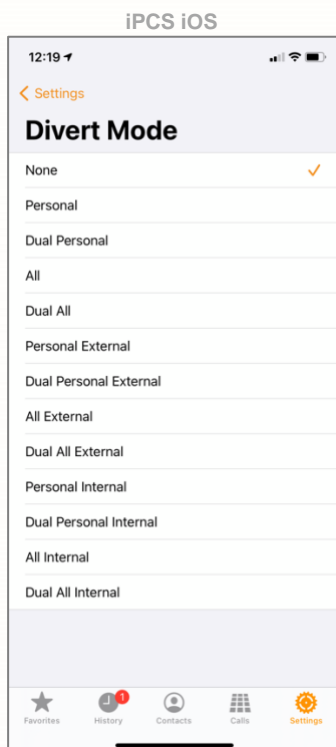 iPCS iOS
12:19
Settings
Divert Mode
None
Personal
Dual Personal
All
Dual All
Personal External
Dual Personal External
All External
Dual All External
Personal Internal
Dual Personal Internal
All Internal
Dual All Internal
1
Favorites History Contacts Calls Settings